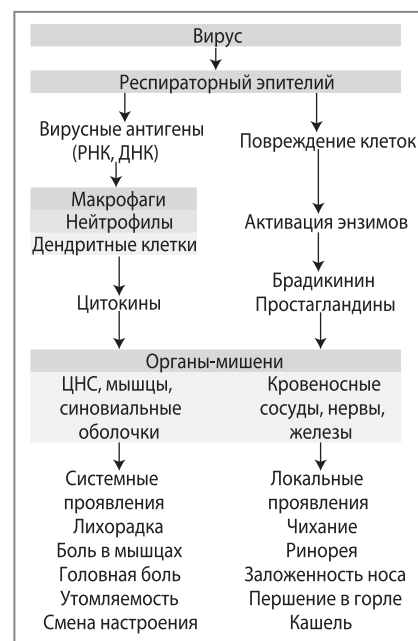 Вирус
Респираторный эпителий
Вирусные антигены
(РНК, ДНК)
Макрофаги
Нейтрофилы
Дендритные клетки
Цитокины
Повреждение клеток
Активация энзимов
Брадикинин
Простагландины
Органы-мишени
ЦНС, мышцы,
синовиальные
оболочки
Системные
проявления
Лихорадка
Боль в мышцах
Головная боль
Утомляемость
Смена настроения
Кровеносные
сосуды, нервы,
железы
Локальные
проявления
Чихание
Ринорея
Заложенность носа
Першение в горле
Кашель